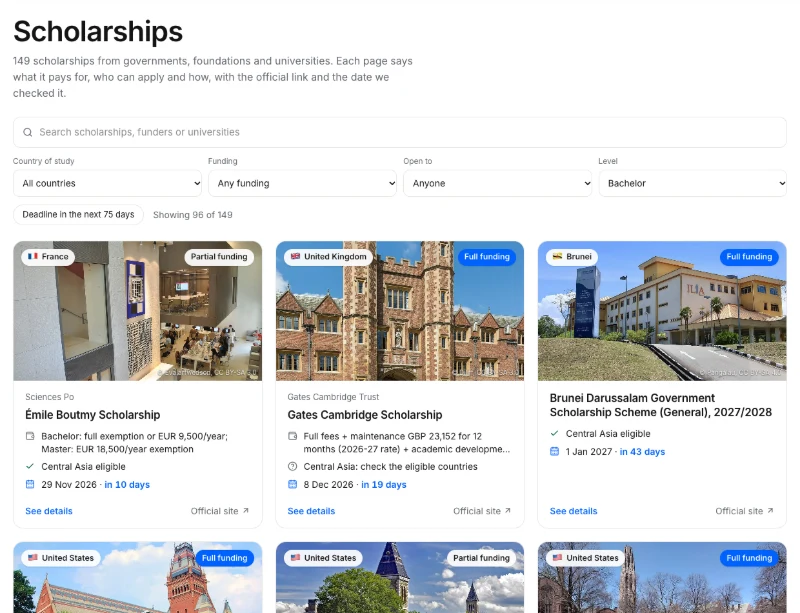 Scholarships
149 scholarships from governments, foundations and universities. Each page says
what it pays for, who can apply and how, with the official link and the date we
checked it.
Search scholarships, funders or universities
Country of study
Funding
Open to
Level
All countries
Any funding
Anyone
Bachelor
Deadline in the next 75 days
Showing 96 of 149
France
Partial funding
Sciences Po
Émile Boutmy Scholarship
Bachelor: full exemption or EUR 9,500/year;
Master: EUR 18,500/year exemption
Central Asia eligible
29 Nov 2026 · in 10 days
See details
Official site ↗
United Kingdom
Full funding
Gates Cambridge Trust
Gates Cambridge Scholarship
Full fees + maintenance GBP 23,152 for 12
months (2026-27 rate) + academic developme...
Central Asia: check the eligible countries
8 Dec 2026 · in 19 days
See details
Official site ↗
Brunei
Full funding
ILIA
Brunei Darussalam Government
Scholarship Scheme (General), 2027/2028
Central Asia eligible
1 Jan 2027 · in 43 days
See details
Official site ↗
United States
Full funding
United States
Partial funding
United States
Full funding